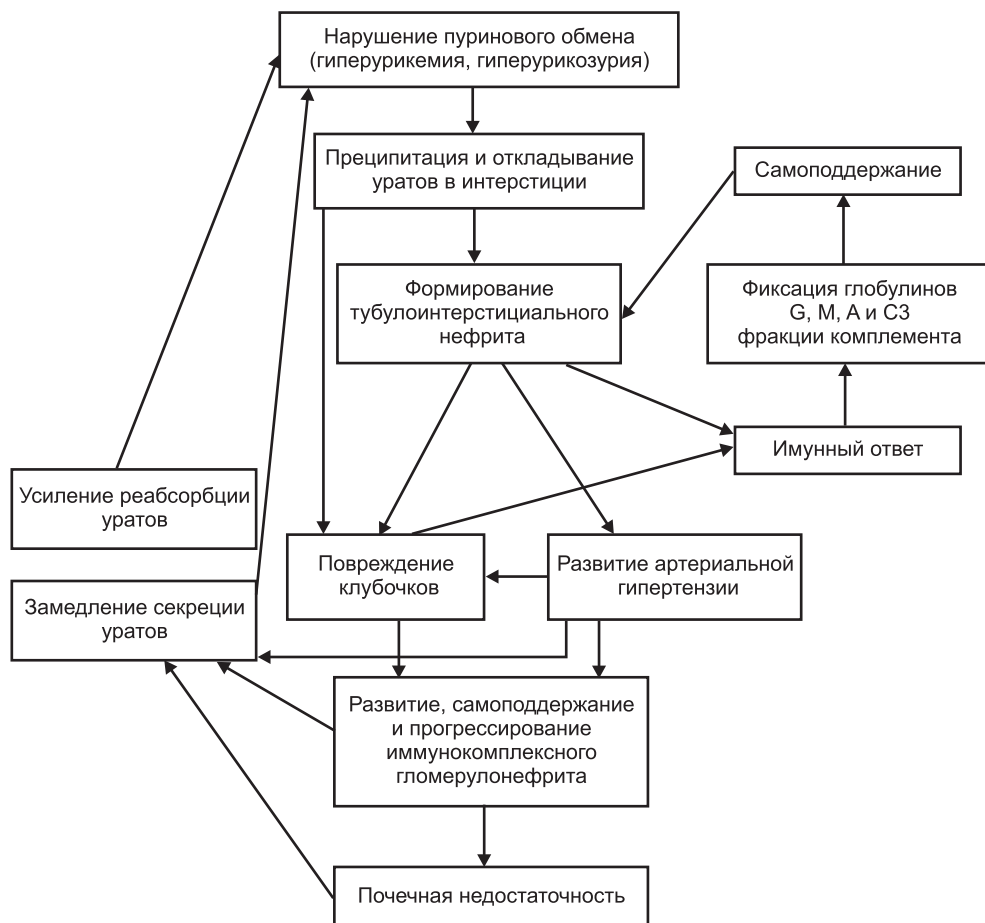 Нарушение пуринового обмена
(гиперурикемия, гиперурикозурия)
Преципитация и откладывание
уратов в интерстиции
Самоподдержание
Формирование
тубулоинтерстициального
нефрита
Фиксация глобулинов
G, M, A и С3
фракции комплемента
Имунный ответ
Усиление реабсорбции
уратов
Повреждение
клубочков
Развитие артериальной
гипертензии
Замедление секреции
уратов
Развитие, самоподдержание
и прогрессирование
иммунокомплексного
гломерулонефрита
Почечная недостаточность